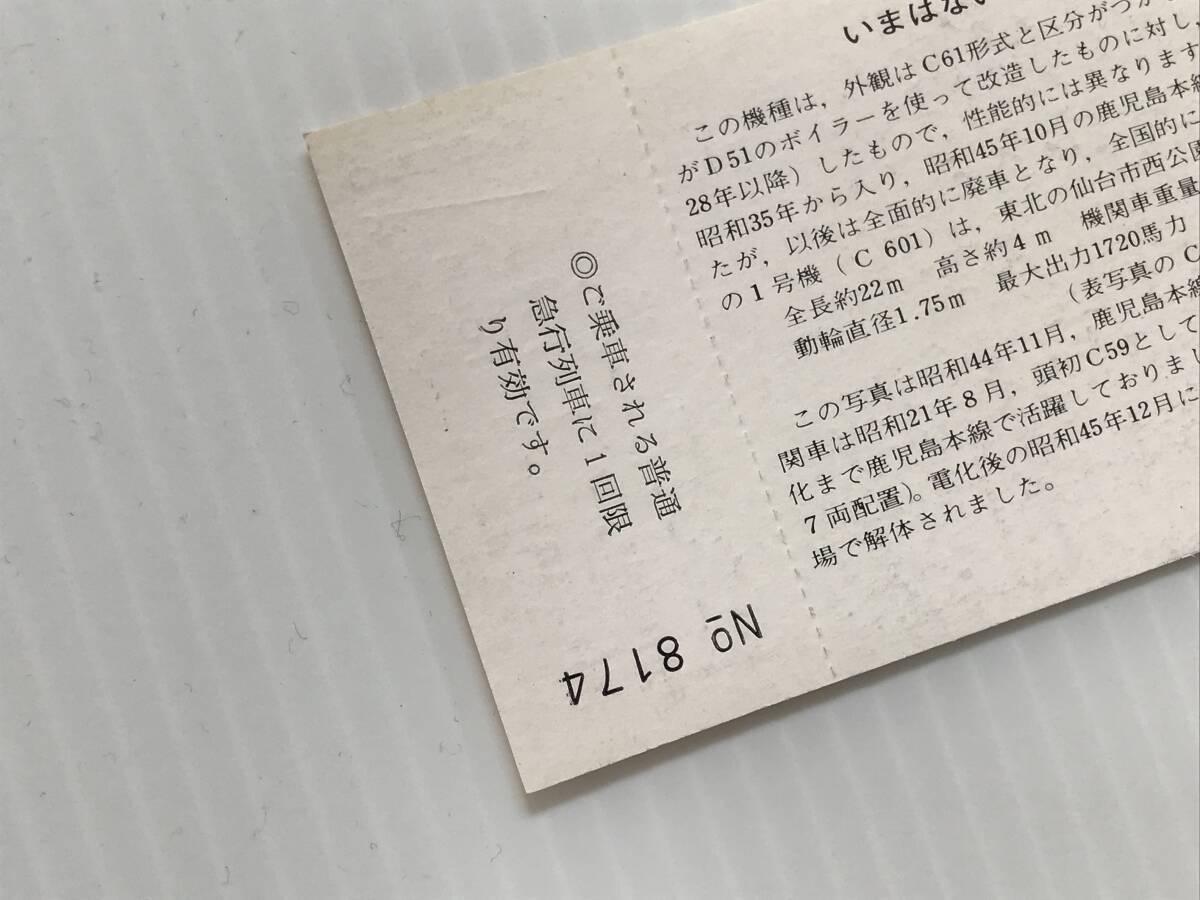 いまはない
この機種は，外観はC61形式と区分がつか
がD51のボイラーを使って改造したものに対し，
28年以降）したもので，性能的には異なります
昭和35年から入り，昭和45年10月の鹿児島本線
たが，以後は全面的に廃車となり，全国的に
の1号機（C 601）は，東北の仙台市西公園
全長約22m　高さ約4m　機関車重量
動輪直径1.75m　最大出力1720馬力
（表写真のC
この写真は昭和44年11月，鹿児島本線
関車は昭和21年8月，頭初C59として
化まで鹿児島本線で活躍しておりまし
7両配置）。電化後の昭和45年12月に
場で解体されました。
◎ご乗車される普通
急行列車に1回限
り有効です。
No 8174